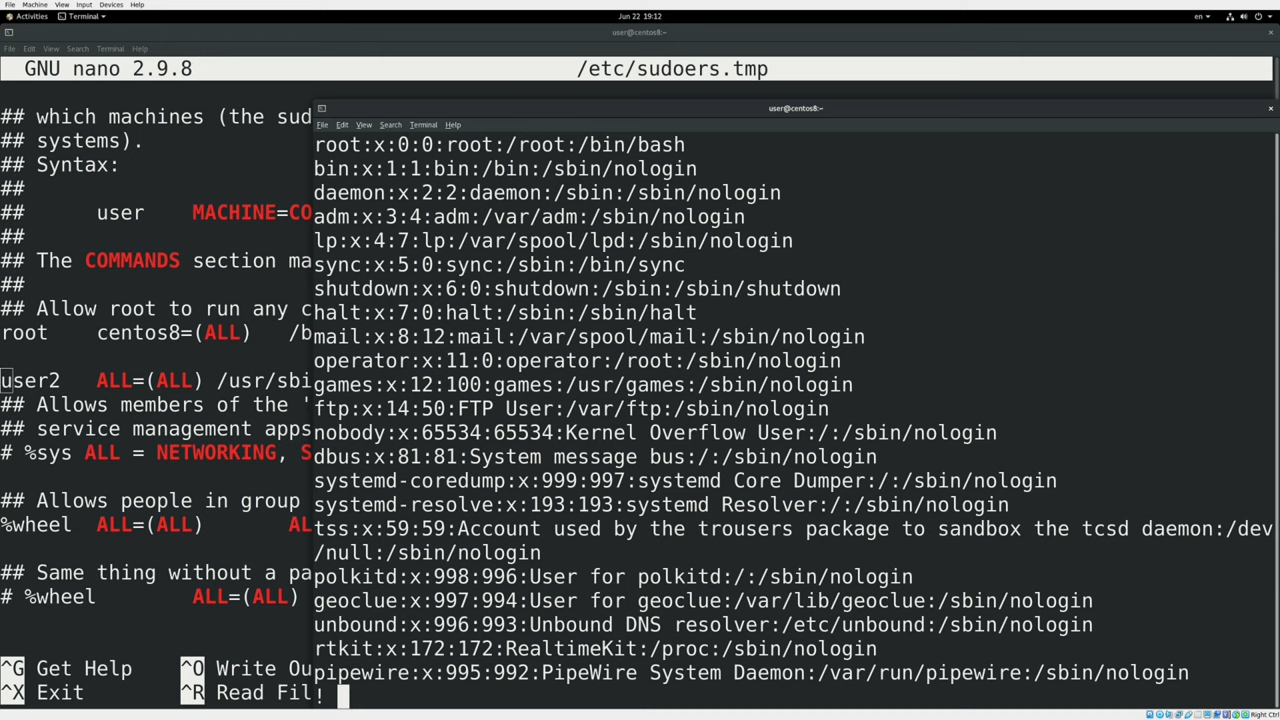 File Machine View Input Devices Help
Activities Terminal Jun 22 19:12 en
user@centos8:~
File Edit View Search Terminal Help
GNU nano 2.9.8 /etc/sudoers.tmp
## which machines (the sud
## systems).
## Syntax:
##
## user MACHINE=CO
##
## The COMMANDS section ma
##
## Allow root to run any c
root centos8=(ALL) /b
user2 ALL=(ALL) /usr/sbi
## Allows members of the '
## service management apps
# %sys ALL = NETWORKING, S
## Allows people in group
%wheel ALL=(ALL) AL
## Same thing without a pa
# %wheel ALL=(ALL)
^G Get Help ^O Write Ou
^X Exit ^R Read Fil
user@centos8:~
File Edit View Search Terminal Help
root:x:0:0:root:/root:/bin/bash
bin:x:1:1:bin:/bin:/sbin/nologin
daemon:x:2:2:daemon:/sbin:/sbin/nologin
adm:x:3:4:adm:/var/adm:/sbin/nologin
lp:x:4:7:lp:/var/spool/lpd:/sbin/nologin
sync:x:5:0:sync:/sbin:/bin/sync
shutdown:x:6:0:shutdown:/sbin:/sbin/shutdown
halt:x:7:0:halt:/sbin:/sbin/halt
mail:x:8:12:mail:/var/spool/mail:/sbin/nologin
operator:x:11:0:operator:/root:/sbin/nologin
games:x:12:100:games:/usr/games:/sbin/nologin
ftp:x:14:50:FTP User:/var/ftp:/sbin/nologin
nobody:x:65534:65534:Kernel Overflow User:/:/sbin/nologin
dbus:x:81:81:System message bus:/:/sbin/nologin
systemd-coredump:x:999:997:systemd Core Dumper:/:/sbin/nologin
systemd-resolve:x:193:193:systemd Resolver:/:/sbin/nologin
tss:x:59:59:Account used by the trousers package to sandbox the tcsd daemon:/dev
/null:/sbin/nologin
polkitd:x:998:996:User for polkitd:/:/sbin/nologin
geoclue:x:997:994:User for geoclue:/var/lib/geoclue:/sbin/nologin
unbound:x:996:993:Unbound DNS resolver:/etc/unbound:/sbin/nologin
rtkit:x:172:172:RealtimeKit:/proc:/sbin/nologin
pipewire:x:995:992:PipeWire System Daemon:/var/run/pipewire:/sbin/nologin
!
Right Ctrl